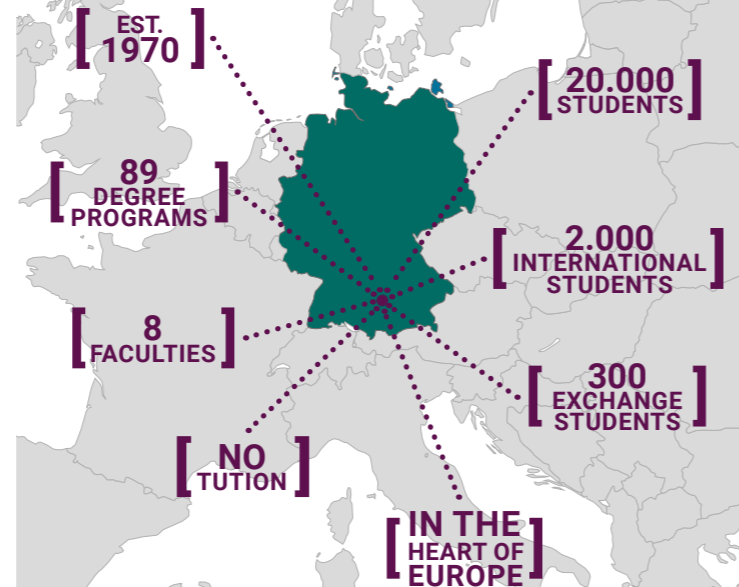 EST.
1970
20.000
STUDENTS
89
DEGREE
PROGRAMS
2.000
INTERNATIONAL
STUDENTS
8
FACULTIES
300
EXCHANGE
STUDENTS
NO
TUTION
IN THE
HEART OF
EUROPE